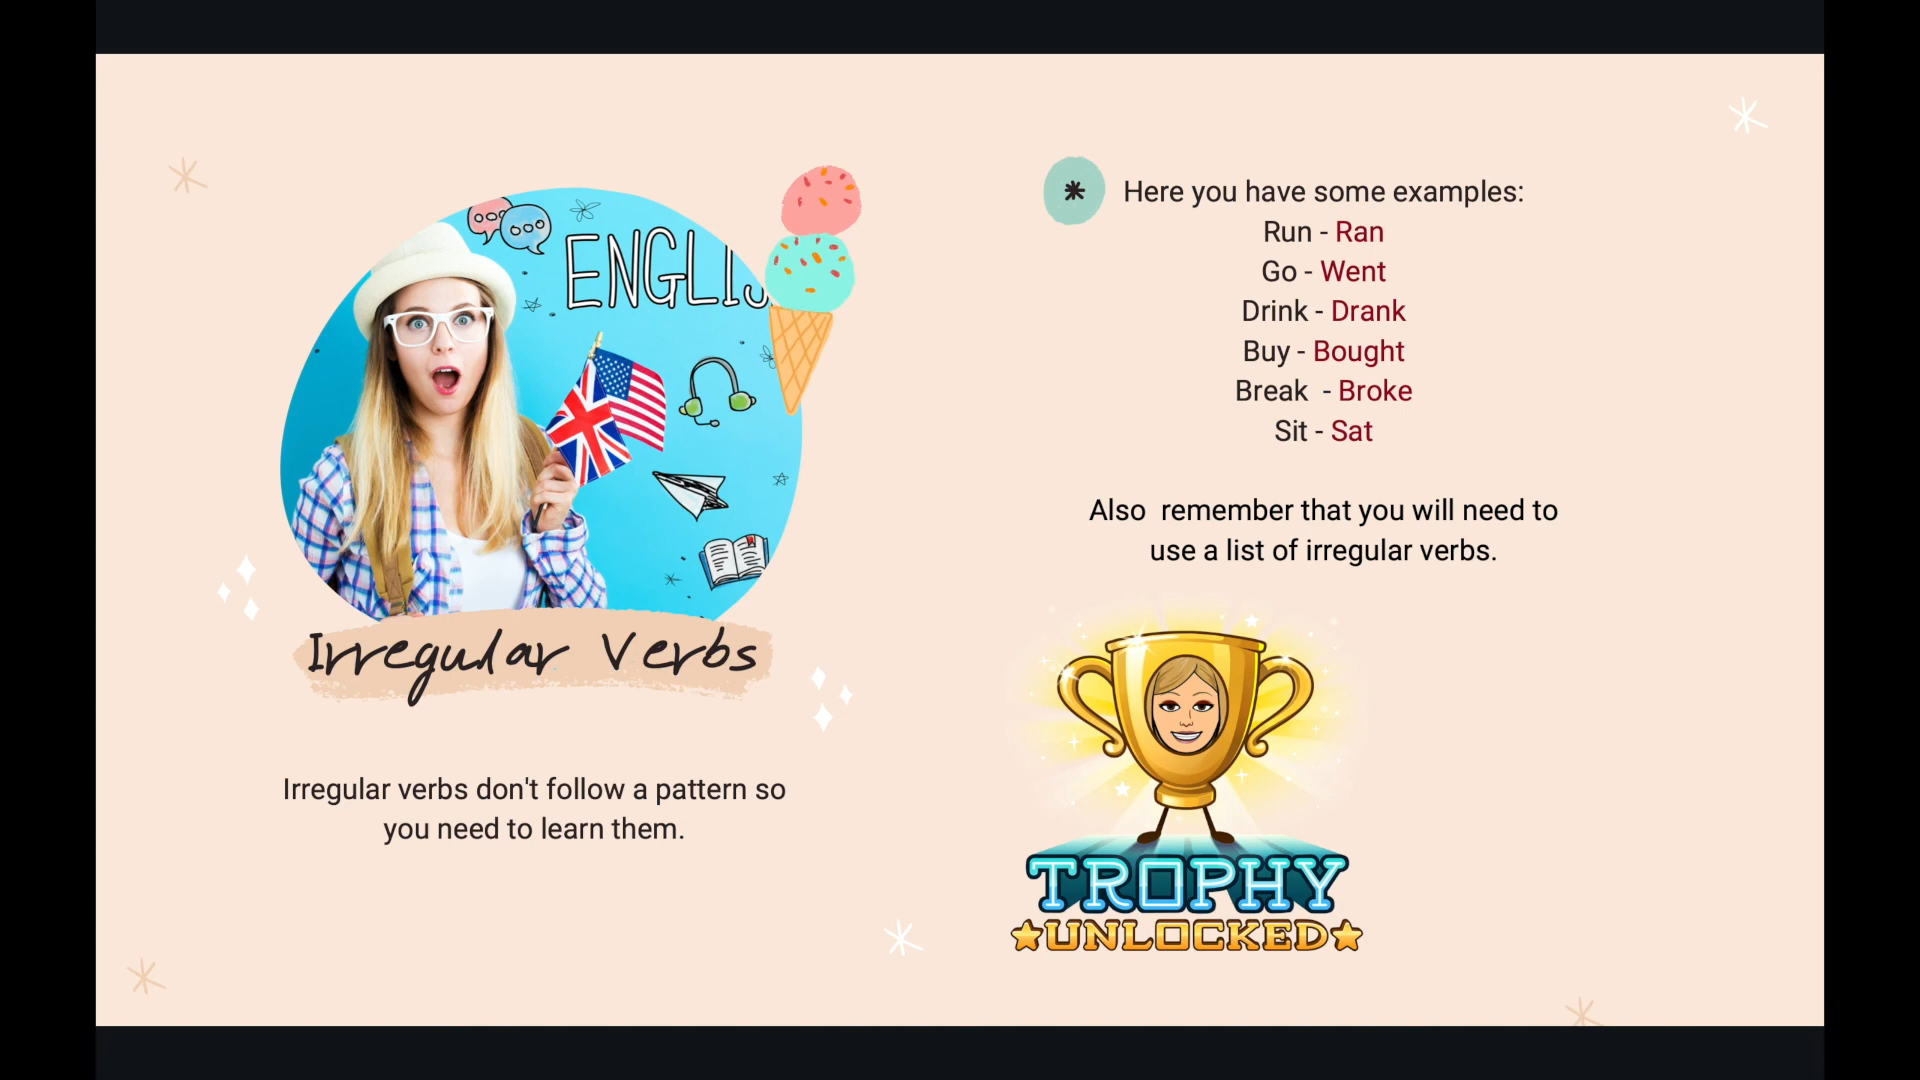 ENGLIS
Irregular Verbs
Irregular verbs don't follow a pattern so
you need to learn them.
* Here you have some examples:
Run - Ran
Go - Went
Drink - Drank
Buy - Bought
Break - Broke
Sit - Sat
Also remember that you will need to
use a list of irregular verbs.
TROPHY
UNLOCKED